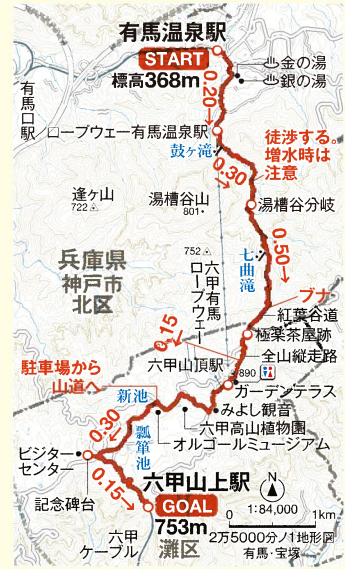 有馬温泉駅
START
標高368m
金の湯
銀の湯
有馬口駅
0.20→
ロープウェー有馬温泉駅
鼓ヶ滝
0.30→
徒渉する。
増水時は
注意
逢ヶ山
722
湯槽谷山
801
湯槽谷分岐
0.50→
752
七曲滝
兵庫県
神戸市
北区
六甲有馬
ロープウェー
ブナ
紅葉谷道
0.15→
極楽茶屋跡
六甲山頂駅
全山縦走路
890
駐車場から
山道へ
ガーデンテラス
新池
みよし観音
六甲高山植物園
オルゴールミュージアム
0.30→
瓢箪池
ビジター
センター
0.15→
六甲山上駅
GOAL
753m
記念碑台
六甲
ケーブル
灘区
N
1:84,000
0
1km
2万5000分ノ1地形図
有馬・宝塚